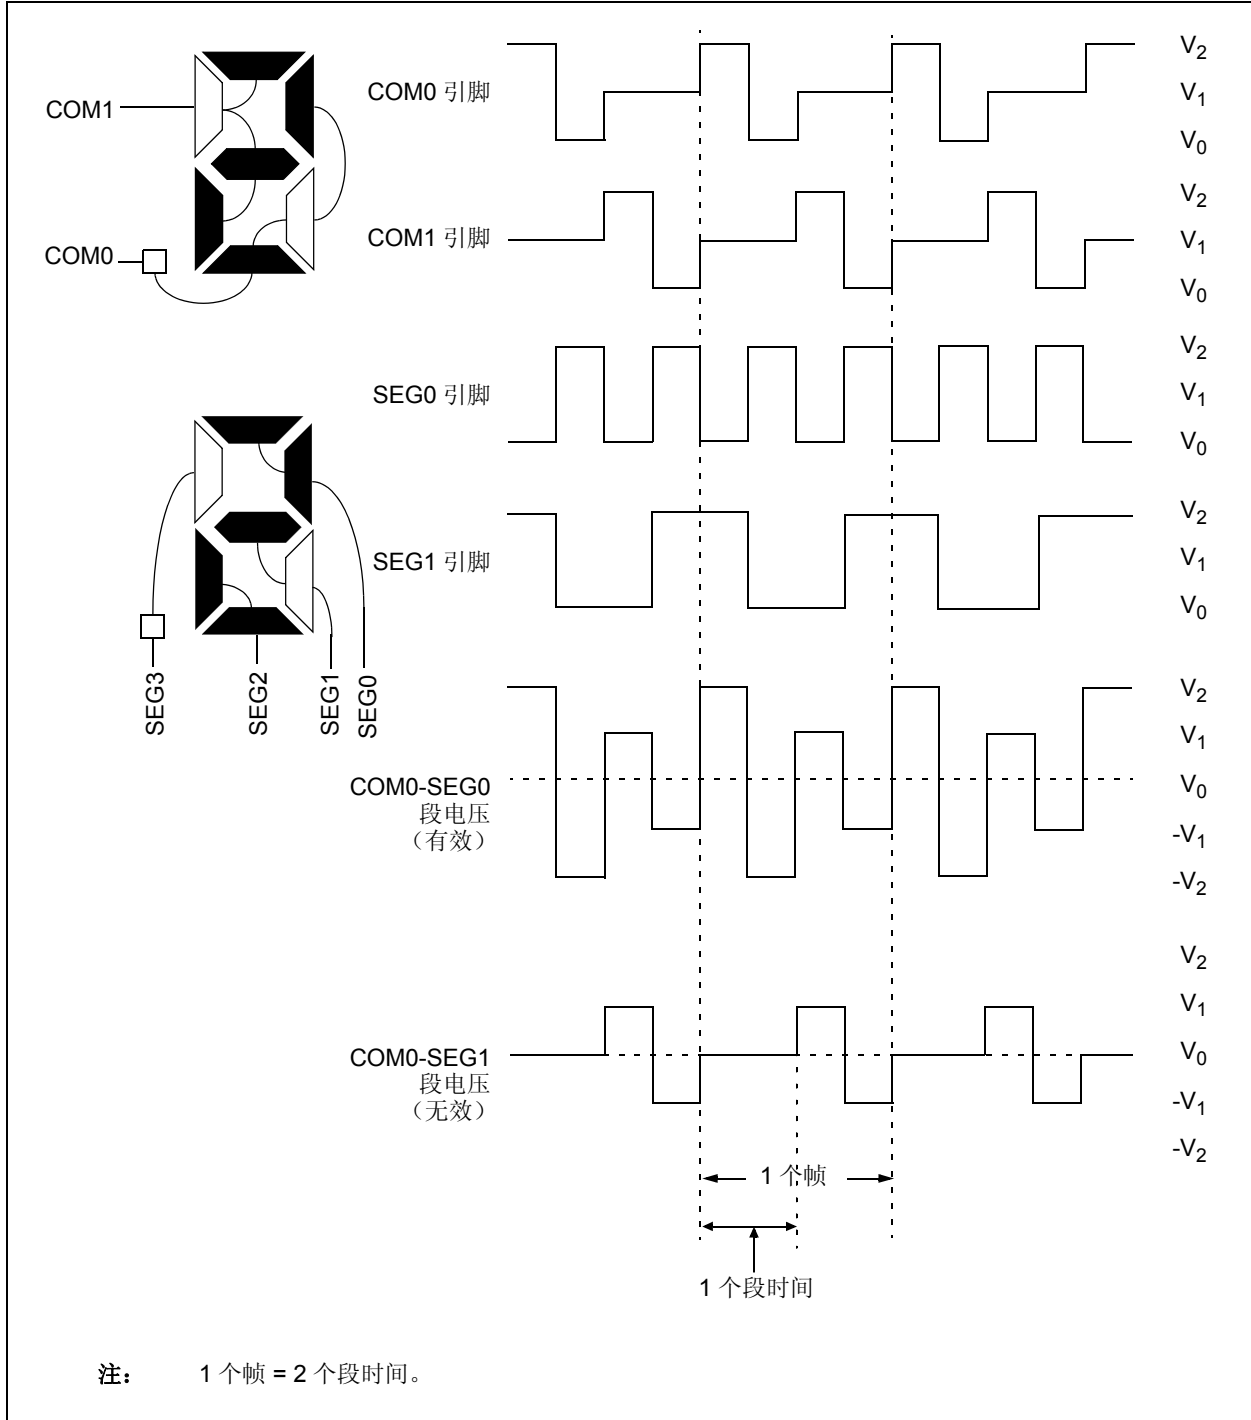 COM1
COM0
SEG3
SEG2
SEG1
SEG0
COM0 引脚
V2
V1
V0
COM1 引脚
V2
V1
V0
SEG0 引脚
V2
V1
V0
SEG1 引脚
V2
V1
V0
COM0-SEG0
段电压
（有效）
V2
V1
V0
-V1
-V2
COM0-SEG1
段电压
（无效）
V2
V1
V0
-V1
-V2
1 个帧
1 个段时间
注： 1 个帧 = 2 个段时间。